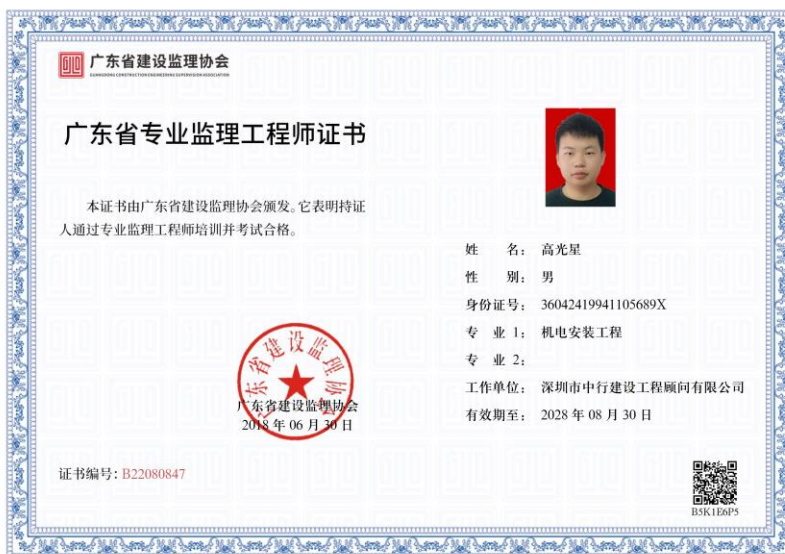 广东省建设监理协会
GUANGDONG CONSTRUCTION ENGINEERING SUPERVISION ASSOCIATION
广东省专业监理工程师证书
本证书由广东省建设监理协会颁发。它表明持证
人通过专业监理工程师培训并考试合格。
姓 名： 高光星
性 别： 男
身份证号： 36042419941105689X
专 业 1： 机电安装工程
专 业 2：
工作单位： 深圳市中行建设工程顾问有限公司
有效期至： 2028 年 08 月 30 日
广东省建设监理协会
广东省建设监理协会
2018 年 06 月 30 日
证书编号：B22080847
B5K1E6P5